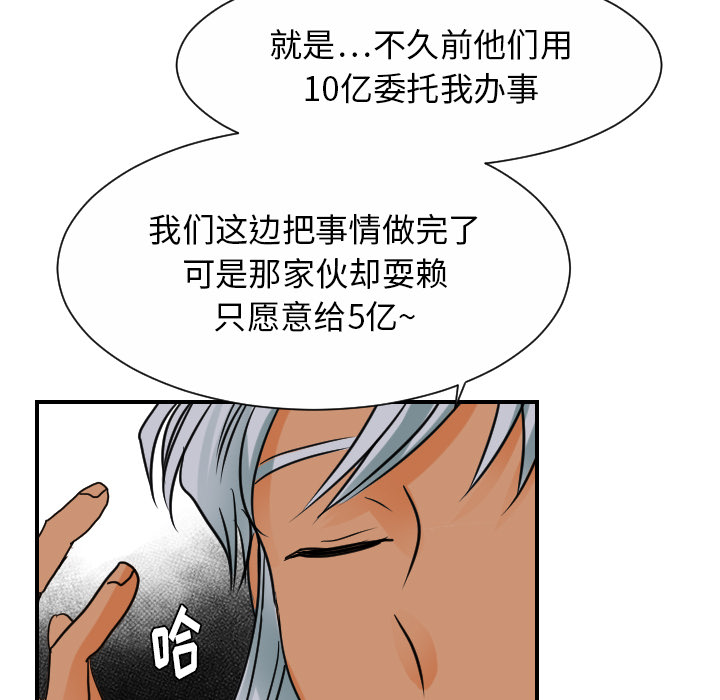 就是...不久前他们用
10亿委托我办事
我们这边把事情做完了
可是那家伙却耍赖
只愿意给5亿~
哈